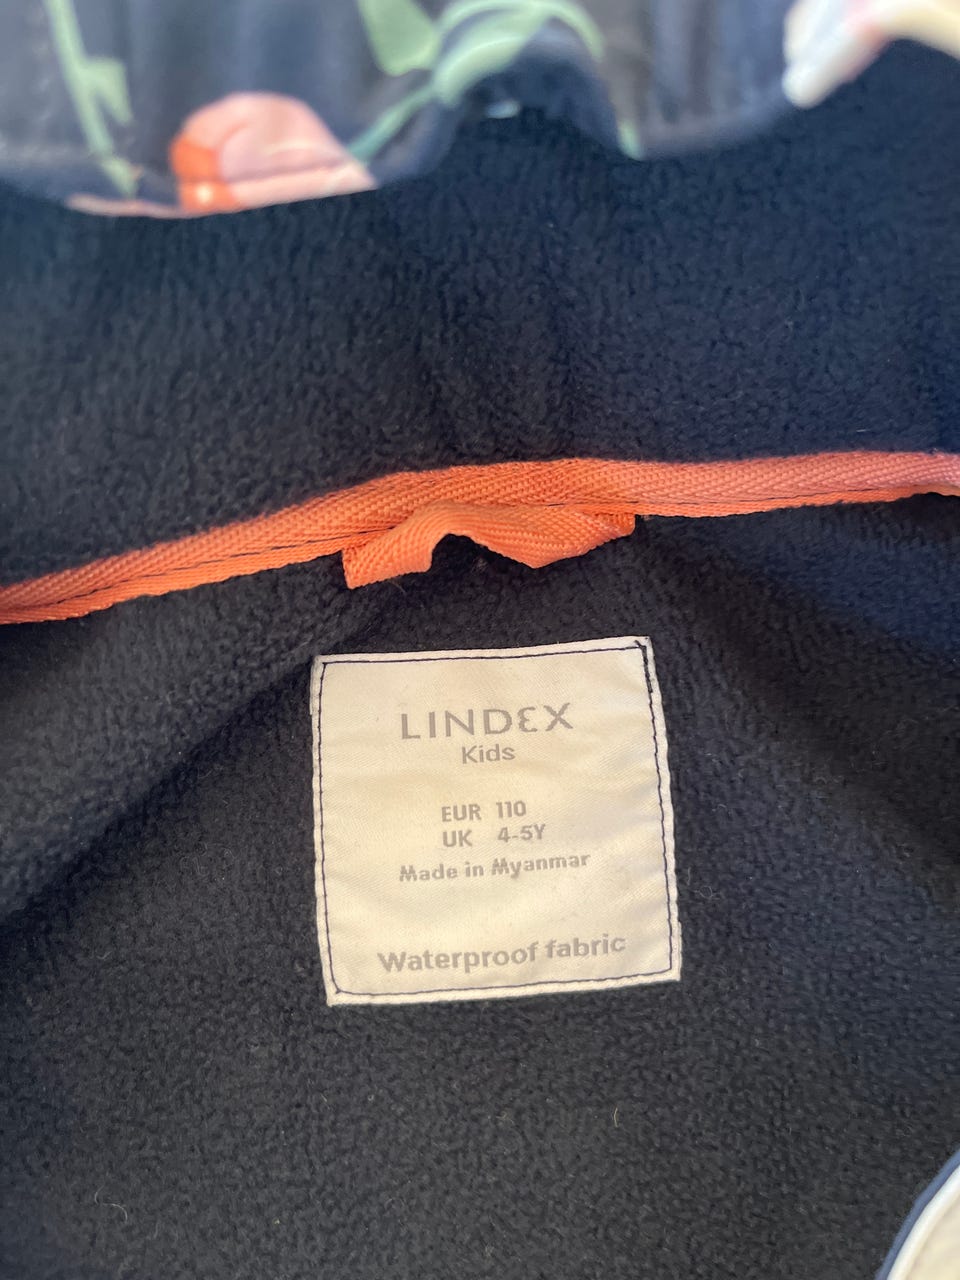 LINDEX
Kids
EUR 110
UK 4-5Y
Made in Myanmar
Waterproof fabric